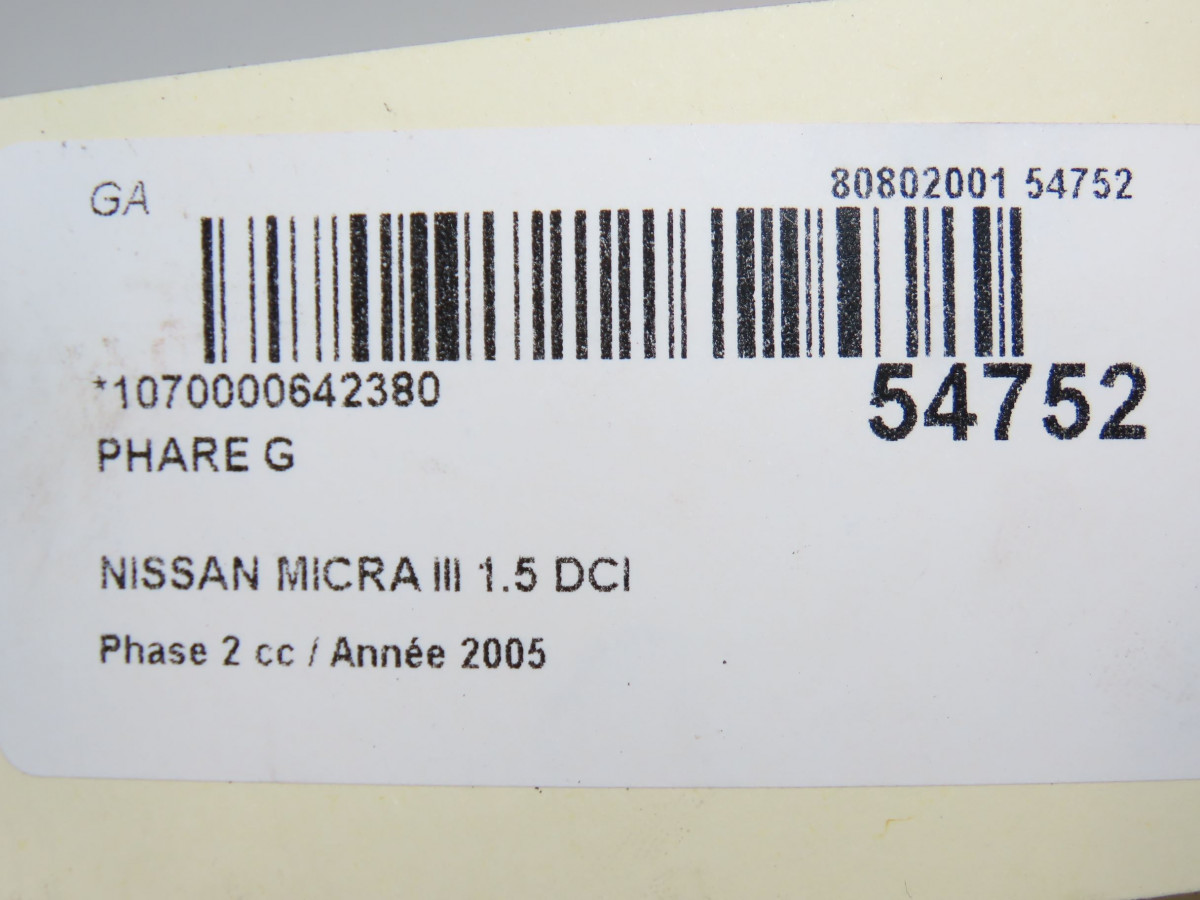 GA
80802001 54752
*1070000642380
54752
PHARE G
NISSAN MICRA III 1.5 DCI
Phase 2 cc / Année 2005